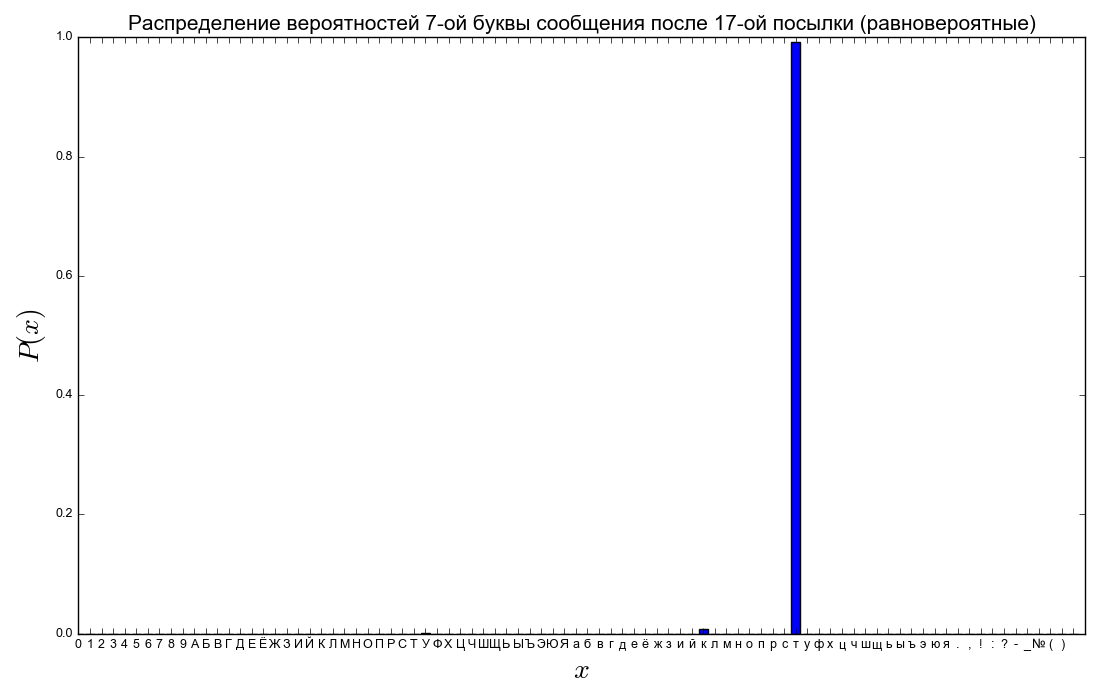 Распределение вероятностей 7-ой буквы сообщения после 17-ой посылки (равновероятные)
1.0
0.8
0.6
0.4
0.2
0.0
P(x)
0 1 2 3 4 5 6 7 8 9 А Б В Г Д Е Ё Ж З И Й К Л М Н О П Р С Т У Ф Х Ц Ч Ш Щ Ь Ы Ъ Э Ю Я а б в г д е ё ж з и й к л м н о п р с т у ф х ц ч ш щ ь ы ъ э ю я . , ! : ? - _ № ( )
x